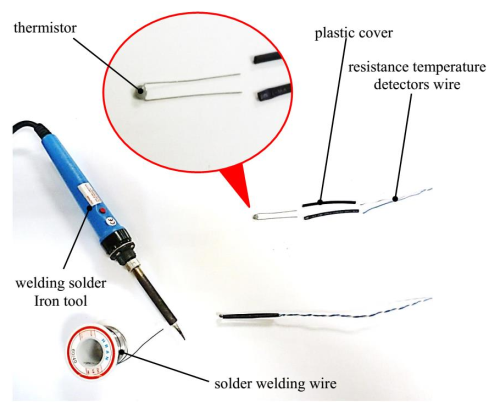 thermistor
plastic cover
resistance temperature
detectors wire
welding solder
Iron tool
solder welding wire